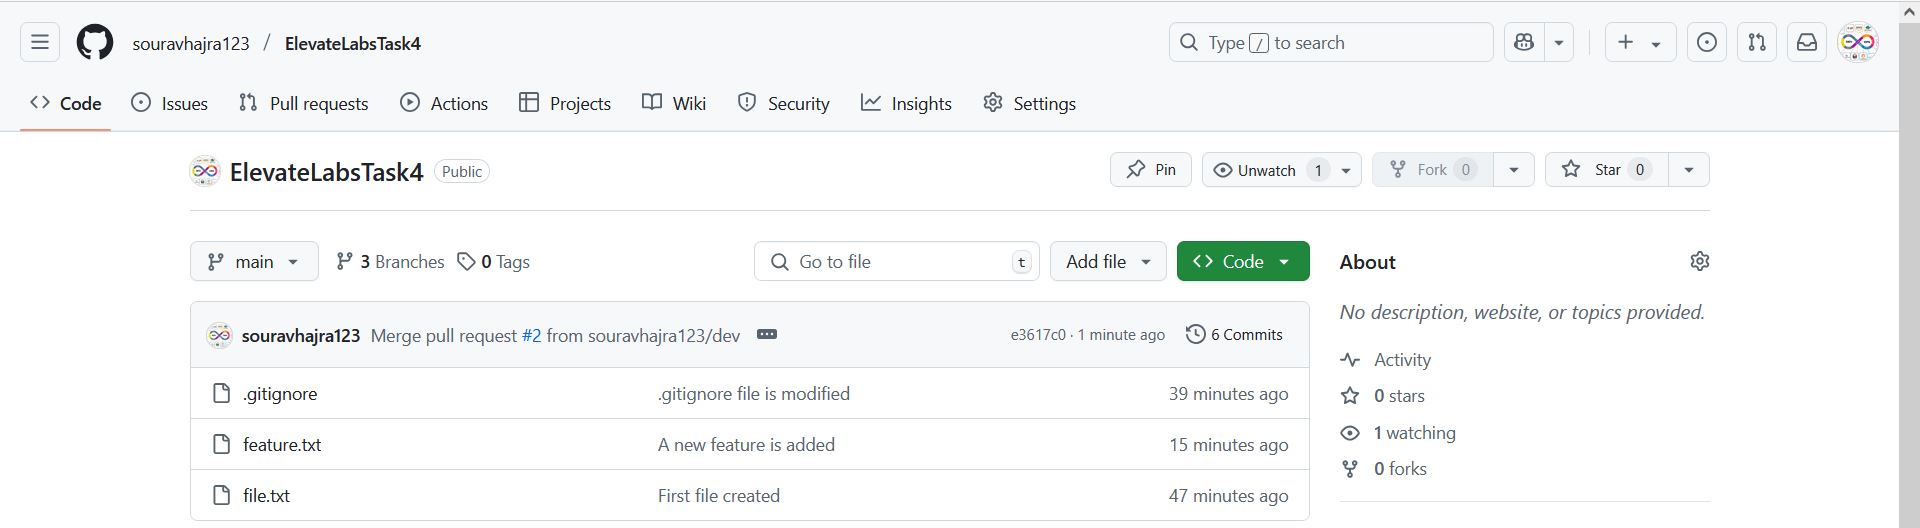 souravhajra123 / ElevateLabsTask4
Type / to search
Code Issues Pull requests Actions Projects Wiki Security Insights Settings
ElevateLabsTask4 Public
Pin
Unwatch 1
Fork 0
Star 0
main
3 Branches
0 Tags
Go to file t
Add file
Code
souravhajra123 Merge pull request #2 from souravhajra123/dev
e3617c0 · 1 minute ago
6 Commits
.gitignore .gitignore file is modified 39 minutes ago
feature.txt A new feature is added 15 minutes ago
file.txt First file created 47 minutes ago
About
No description, website, or topics provided.
Activity
0 stars
1 watching
0 forks